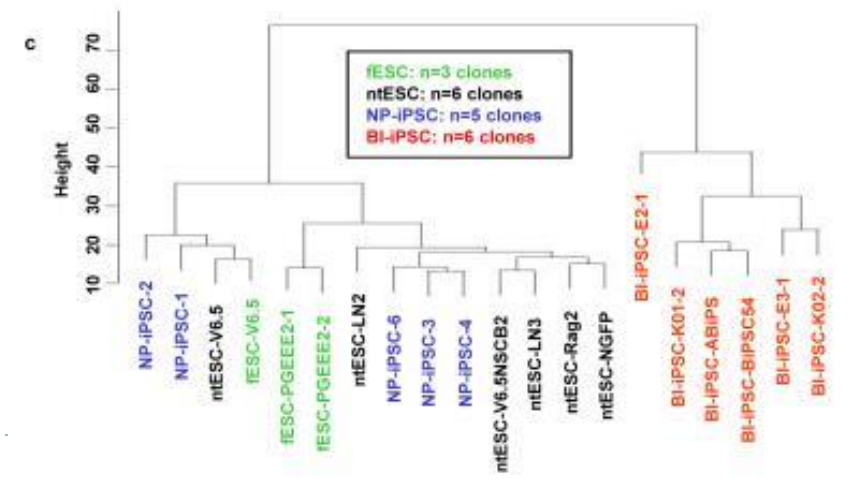 c
Height
70
60
50
40
30
20
10
fESC: n=3 clones
ntESC: n=6 clones
NP-iPSC: n=5 clones
BI-iPSC: n=6 clones
NP-iPSC-2
NP-iPSC-1
ntESC-V6.5
fESC-V6.5
fESC-PGEEE2-1
fESC-PGEEE2-2
ntESC-LN2
NP-iPSC-6
NP-iPSC-3
NP-iPSC-4
ntESC-V6.5NSCB2
ntESC-LN3
ntESC-Rag2
ntESC-NGFP
BI-iPSC-E2-1
BI-iPSC-K01-2
BI-iPSC-ABiPS
BI-iPSC-BiPSC54
BI-iPSC-E3-1
BI-iPSC-K02-2